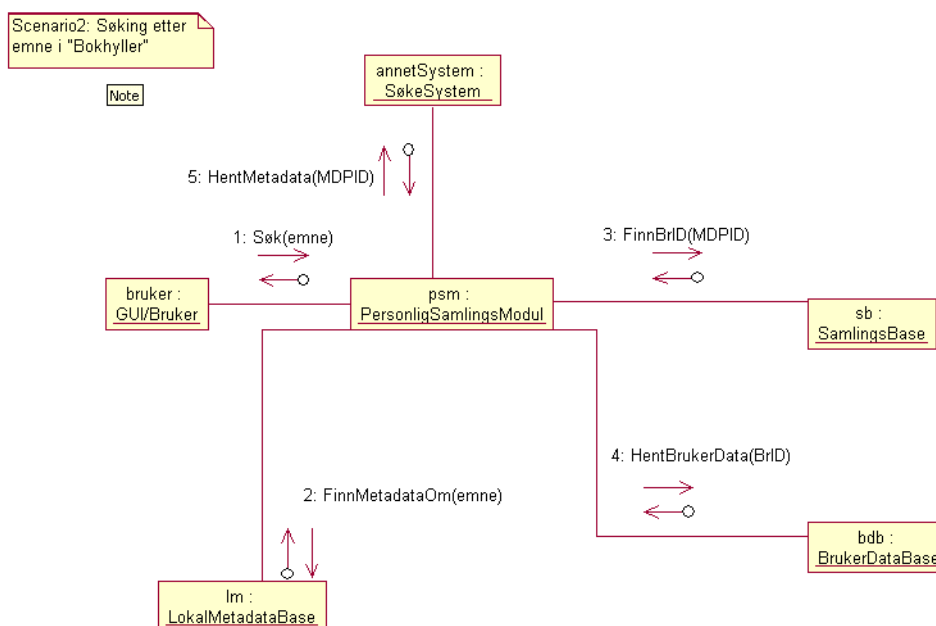 Scenario2: Søking etter
emne i "Bokhyller"
Note
annetSystem :
SøkeSystem
5: HentMetadata(MDPID)
1: Søk(emne)
3: FinnBrID(MDPID)
bruker :
GUI/Bruker
psm :
PersonligSamlingsModul
sb :
SamlingsBase
4: HentBrukerData(BrID)
2: FinnMetadataOm(emne)
bdb :
BrukerDataBase
lm :
LokalMetadataBase